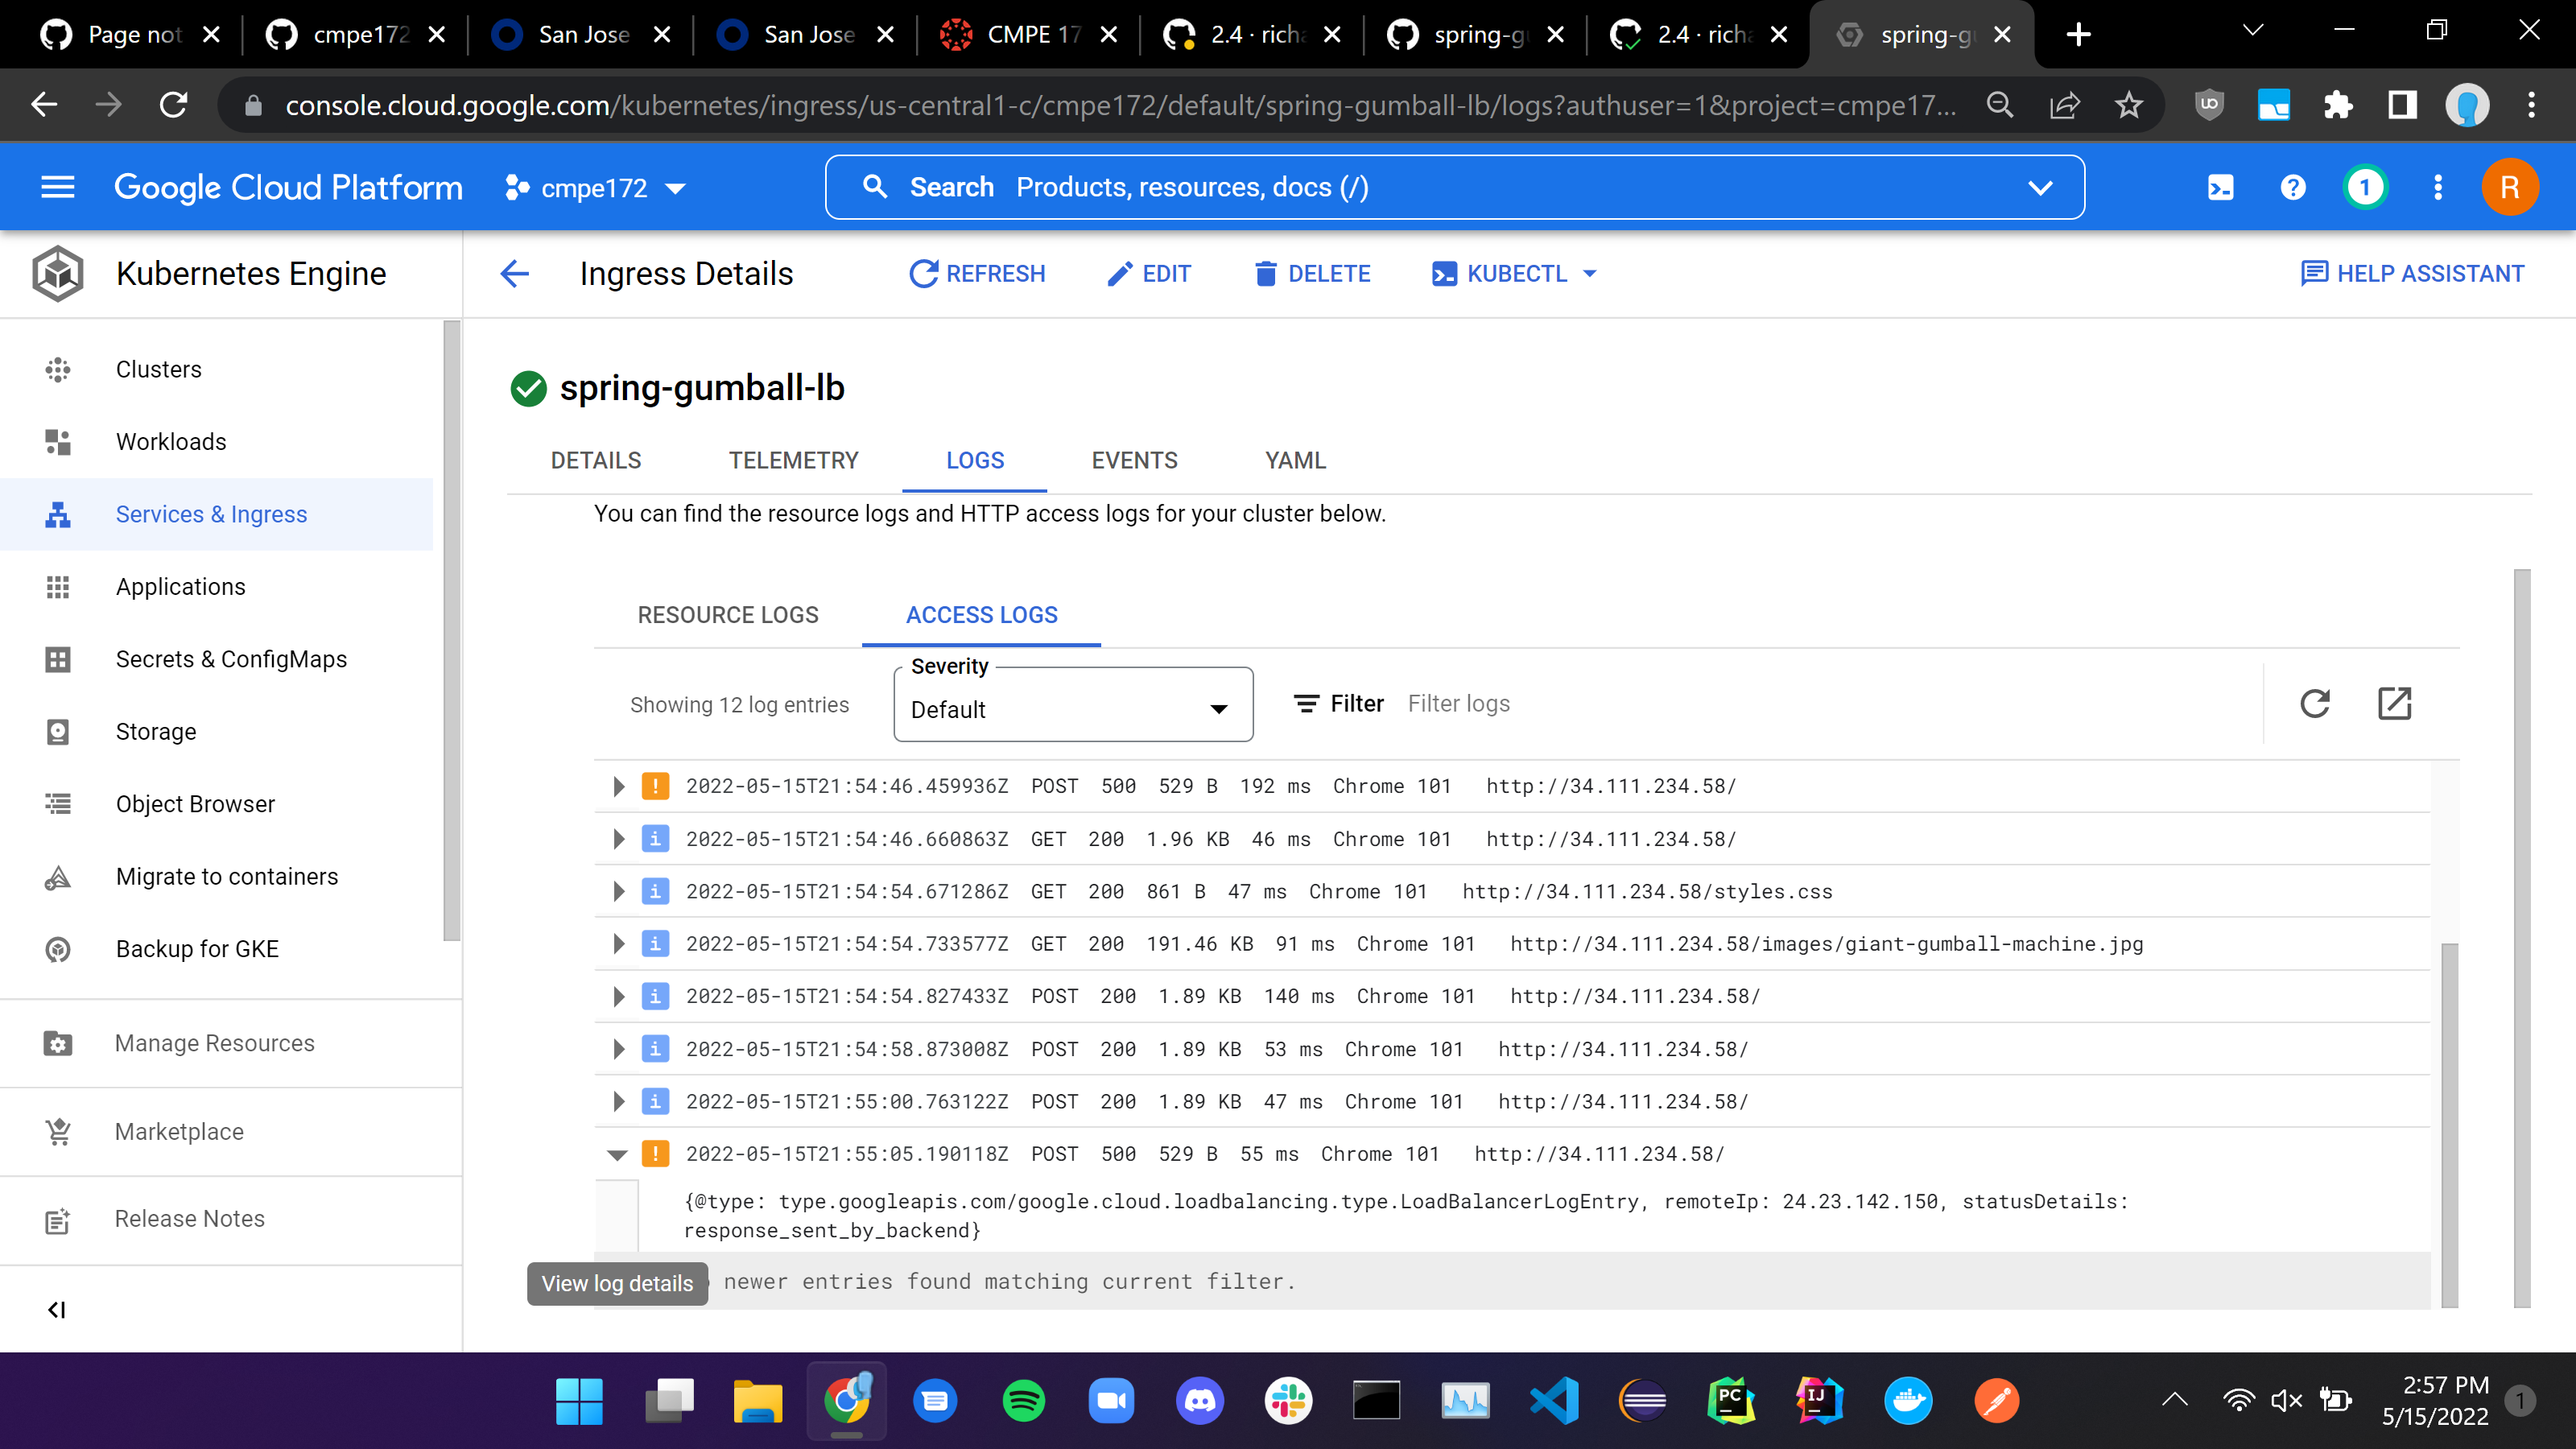 Page not
cmpe172
San Jose
San Jose
CMPE 17
2.4 · rich
spring-g
2.4 · rich
spring-g
console.cloud.google.com/kubernetes/ingress/us-central1-c/cmpe172/default/spring-gumball-lb/logs?authuser=1&project=cmpe17...
Google Cloud Platform
cmpe172
Search Products, resources, docs (/)
1
R
Kubernetes Engine
Ingress Details
REFRESH
EDIT
DELETE
KUBECTL
HELP ASSISTANT
Clusters
Workloads
Services & Ingress
Applications
Secrets & ConfigMaps
Storage
Object Browser
Migrate to containers
Backup for GKE
Manage Resources
Marketplace
Release Notes
spring-gumball-lb
DETAILS
TELEMETRY
LOGS
EVENTS
YAML
You can find the resource logs and HTTP access logs for your cluster below.
RESOURCE LOGS
ACCESS LOGS
Showing 12 log entries
Severity
Default
Filter Filter logs
2022-05-15T21:54:46.459936Z POST 500 529 B 192 ms Chrome 101 http://34.111.234.58/
2022-05-15T21:54:46.660863Z GET 200 1.96 KB 46 ms Chrome 101 http://34.111.234.58/
2022-05-15T21:54:54.671286Z GET 200 861 B 47 ms Chrome 101 http://34.111.234.58/styles.css
2022-05-15T21:54:54.733577Z GET 200 191.46 KB 91 ms Chrome 101 http://34.111.234.58/images/giant-gumball-machine.jpg
2022-05-15T21:54:54.827433Z POST 200 1.89 KB 140 ms Chrome 101 http://34.111.234.58/
2022-05-15T21:54:58.873008Z POST 200 1.89 KB 53 ms Chrome 101 http://34.111.234.58/
2022-05-15T21:55:00.763122Z POST 200 1.89 KB 47 ms Chrome 101 http://34.111.234.58/
2022-05-15T21:55:05.190118Z POST 500 529 B 55 ms Chrome 101 http://34.111.234.58/
{@type: type.googleapis.com/google.cloud.loadbalancing.type.LoadBalancerLogEntry, remoteIp: 24.23.142.150, statusDetails:
response_sent_by_backend}
newer entries found matching current filter.
View log details
PC
IJ
2:57 PM
5/15/2022
1